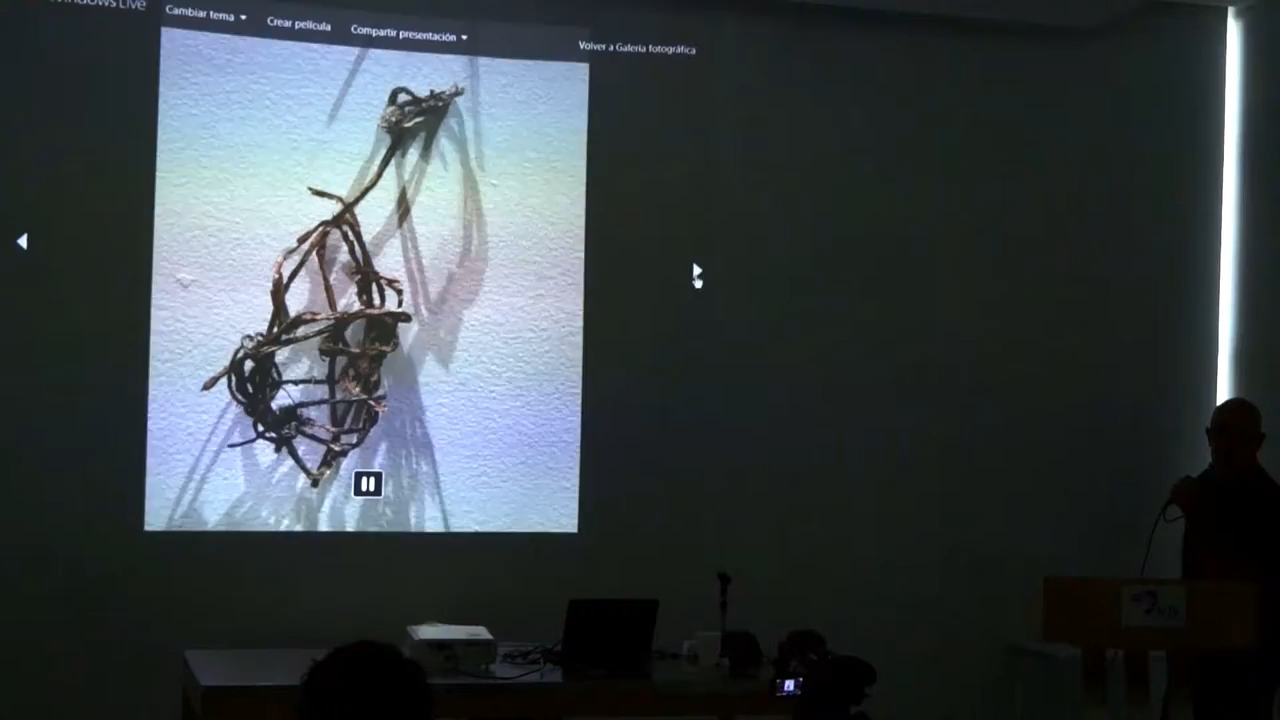 Windows Live
Cambiar tema
Crear película
Compartir presentación
Volver a Galería fotográfica